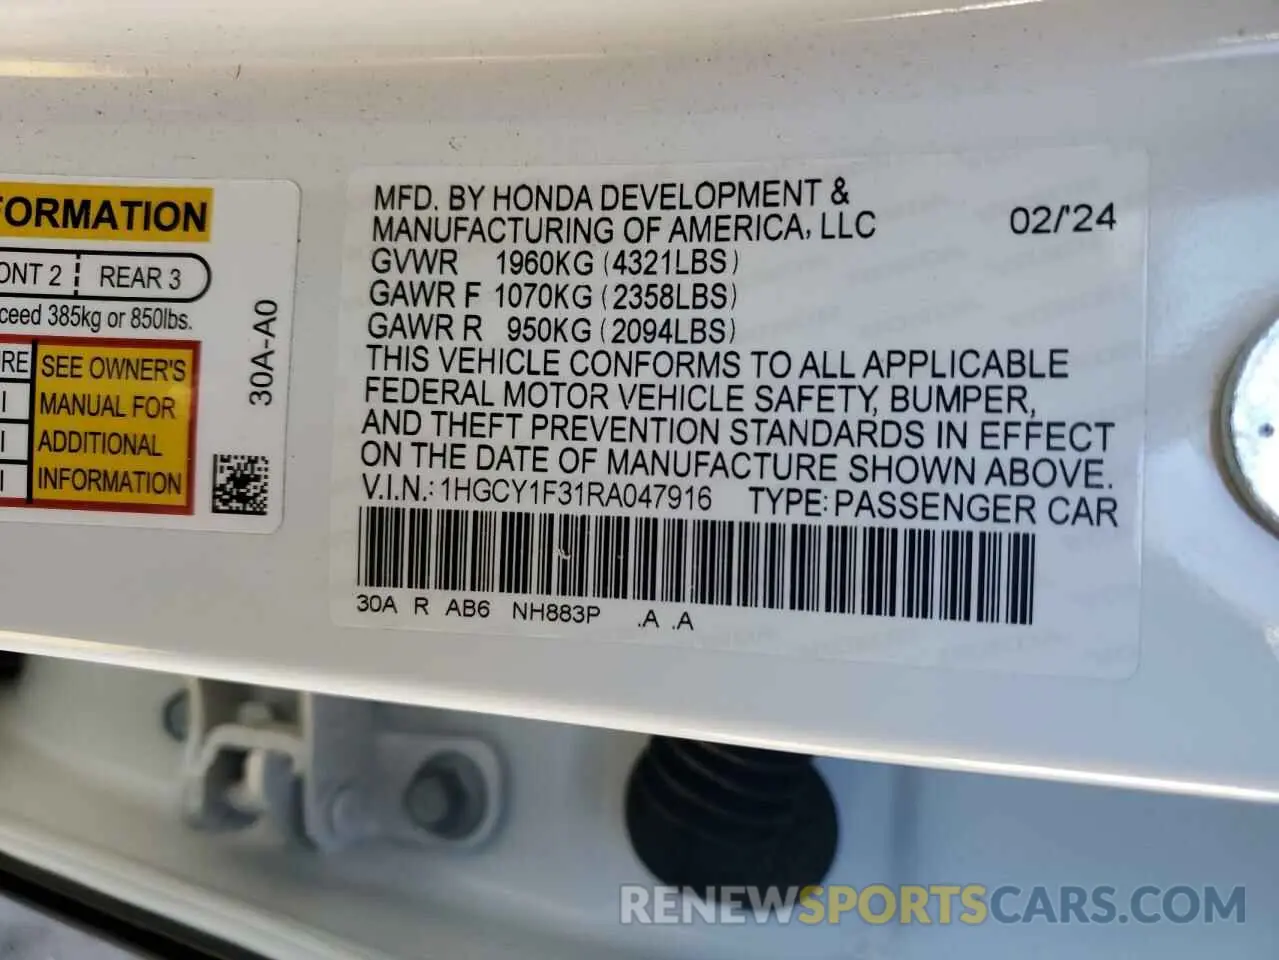 FORMATION
ONT 2 REAR 3
ceed 385kg or 850lbs.
RE
SEE OWNER'S
MANUAL FOR
ADDITIONAL
INFORMATION
30A-A0
MFD. BY HONDA DEVELOPMENT &
MANUFACTURING OF AMERICA, LLC 02/'24
GVWR 1960KG (4321LBS)
GAWR F 1070KG (2358LBS)
GAWR R 950KG (2094LBS)
THIS VEHICLE CONFORMS TO ALL APPLICABLE
FEDERAL MOTOR VEHICLE SAFETY, BUMPER,
AND THEFT PREVENTION STANDARDS IN EFFECT
ON THE DATE OF MANUFACTURE SHOWN ABOVE.
V.I.N.: 1HGCY1F31RA047916 TYPE: PASSENGER CAR
30A R AB6 NH883P .A .A
RENEWSPORTSCARS.COM